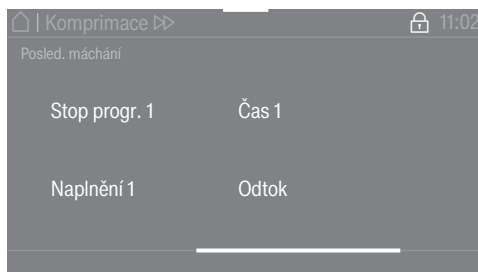 | Komprimace 11:02
Posled. máchání
Stop progr. 1 Čas 1
Naplnění 1 Odtok